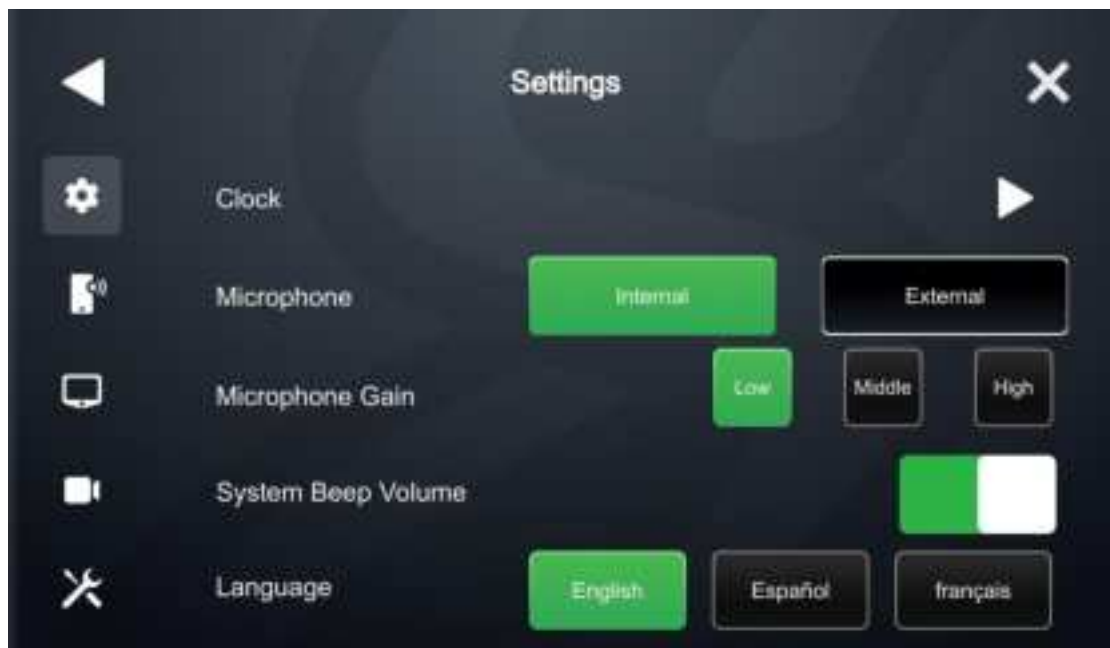 Settings
Clock
Microphone Internal External
Microphone Gain Low Middle High
System Beep Volume
Language English Español français